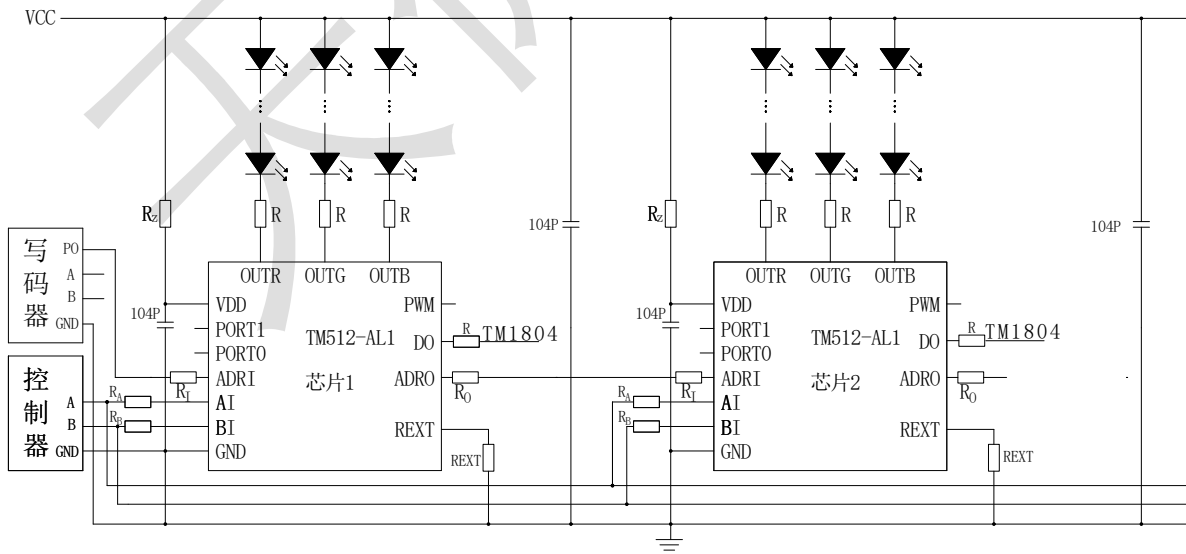 VCC
Rz
R
R
R
104P
Rz
R
R
R
104P
写码器
PO
A
B
GND
104P
OUTR
OUTG
OUTB
VDD
PWM
PORT1
TM512-AL1
DO
R
TM1804
PORT0
ADRI
芯片1
ADRO
RI
RO
AI
BI
REXT
GND
REXT
RA
RB
控制器
A
B
GND
104P
OUTR
OUTG
OUTB
VDD
PWM
PORT1
TM512-AL1
DO
R
TM1804
PORT0
ADRI
芯片2
ADRO
RI
RO
AI
BI
REXT
GND
REXT
RA
RB